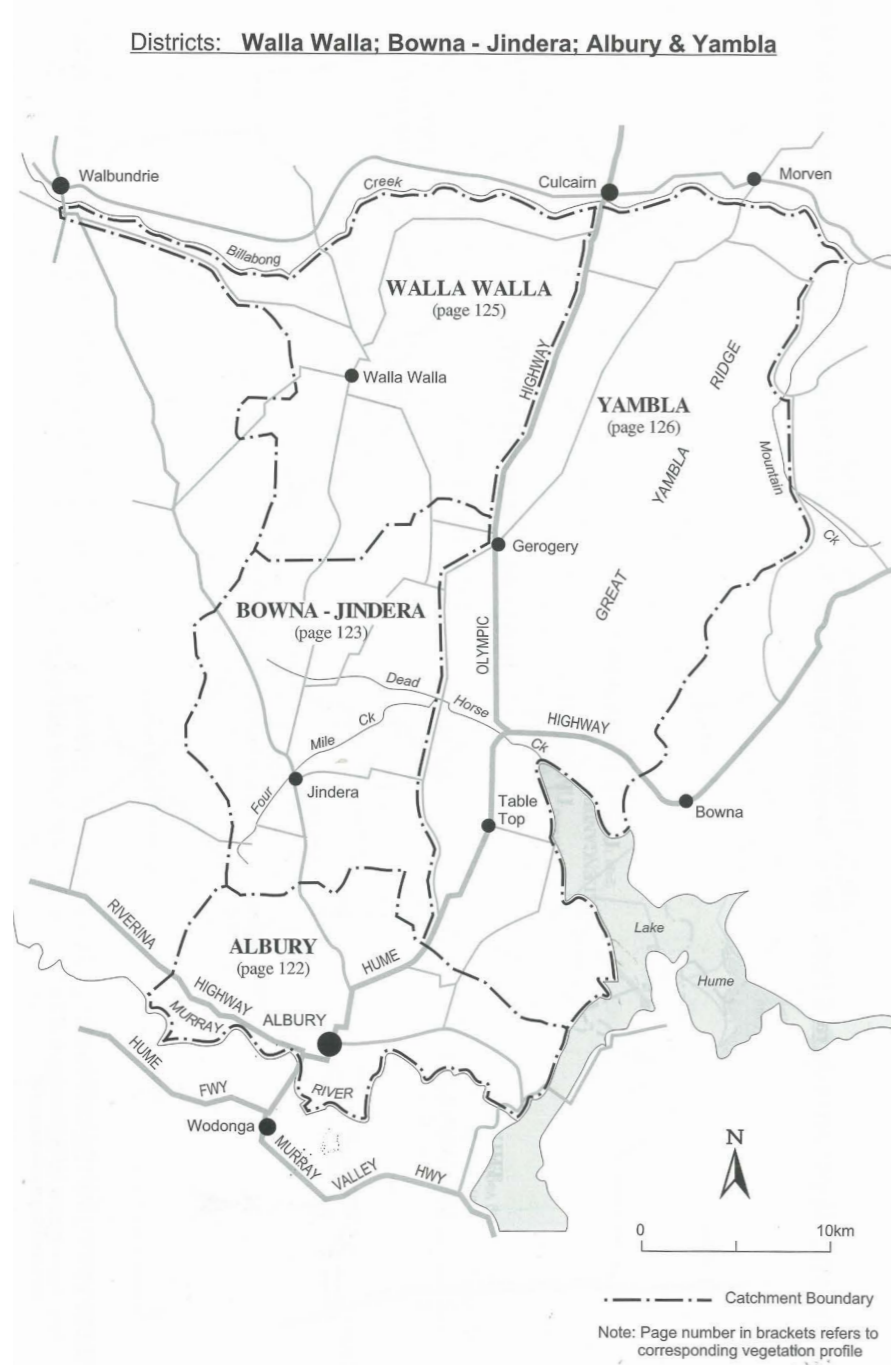 Districts: Walla Walla; Bowna - Jindera; Albury & Yambla
Walbundrie
Creek
Culcairn
Morven
Billabong
WALLA WALLA
(page 125)
HIGHWAY
RIDGE
Walla Walla
YAMBLA
(page 126)
YAMBLA
Mountain
Ck
Gerogery
GREAT
BOWNA - JINDERA
(page 123)
OLYMPIC
Dead
Horse
Ck
HIGHWAY
Mile
Ck
Four
Jindera
Table
Top
Bowna
RIVERINA
HIGHWAY
ALBURY
(page 122)
HUME
Lake
Hume
MURRAY
ALBURY
HUME
FWY
RIVER
Wodonga
MURRAY
VALLEY
HWY
N
0 10km
Catchment Boundary
Note: Page number in brackets refers to
corresponding vegetation profile